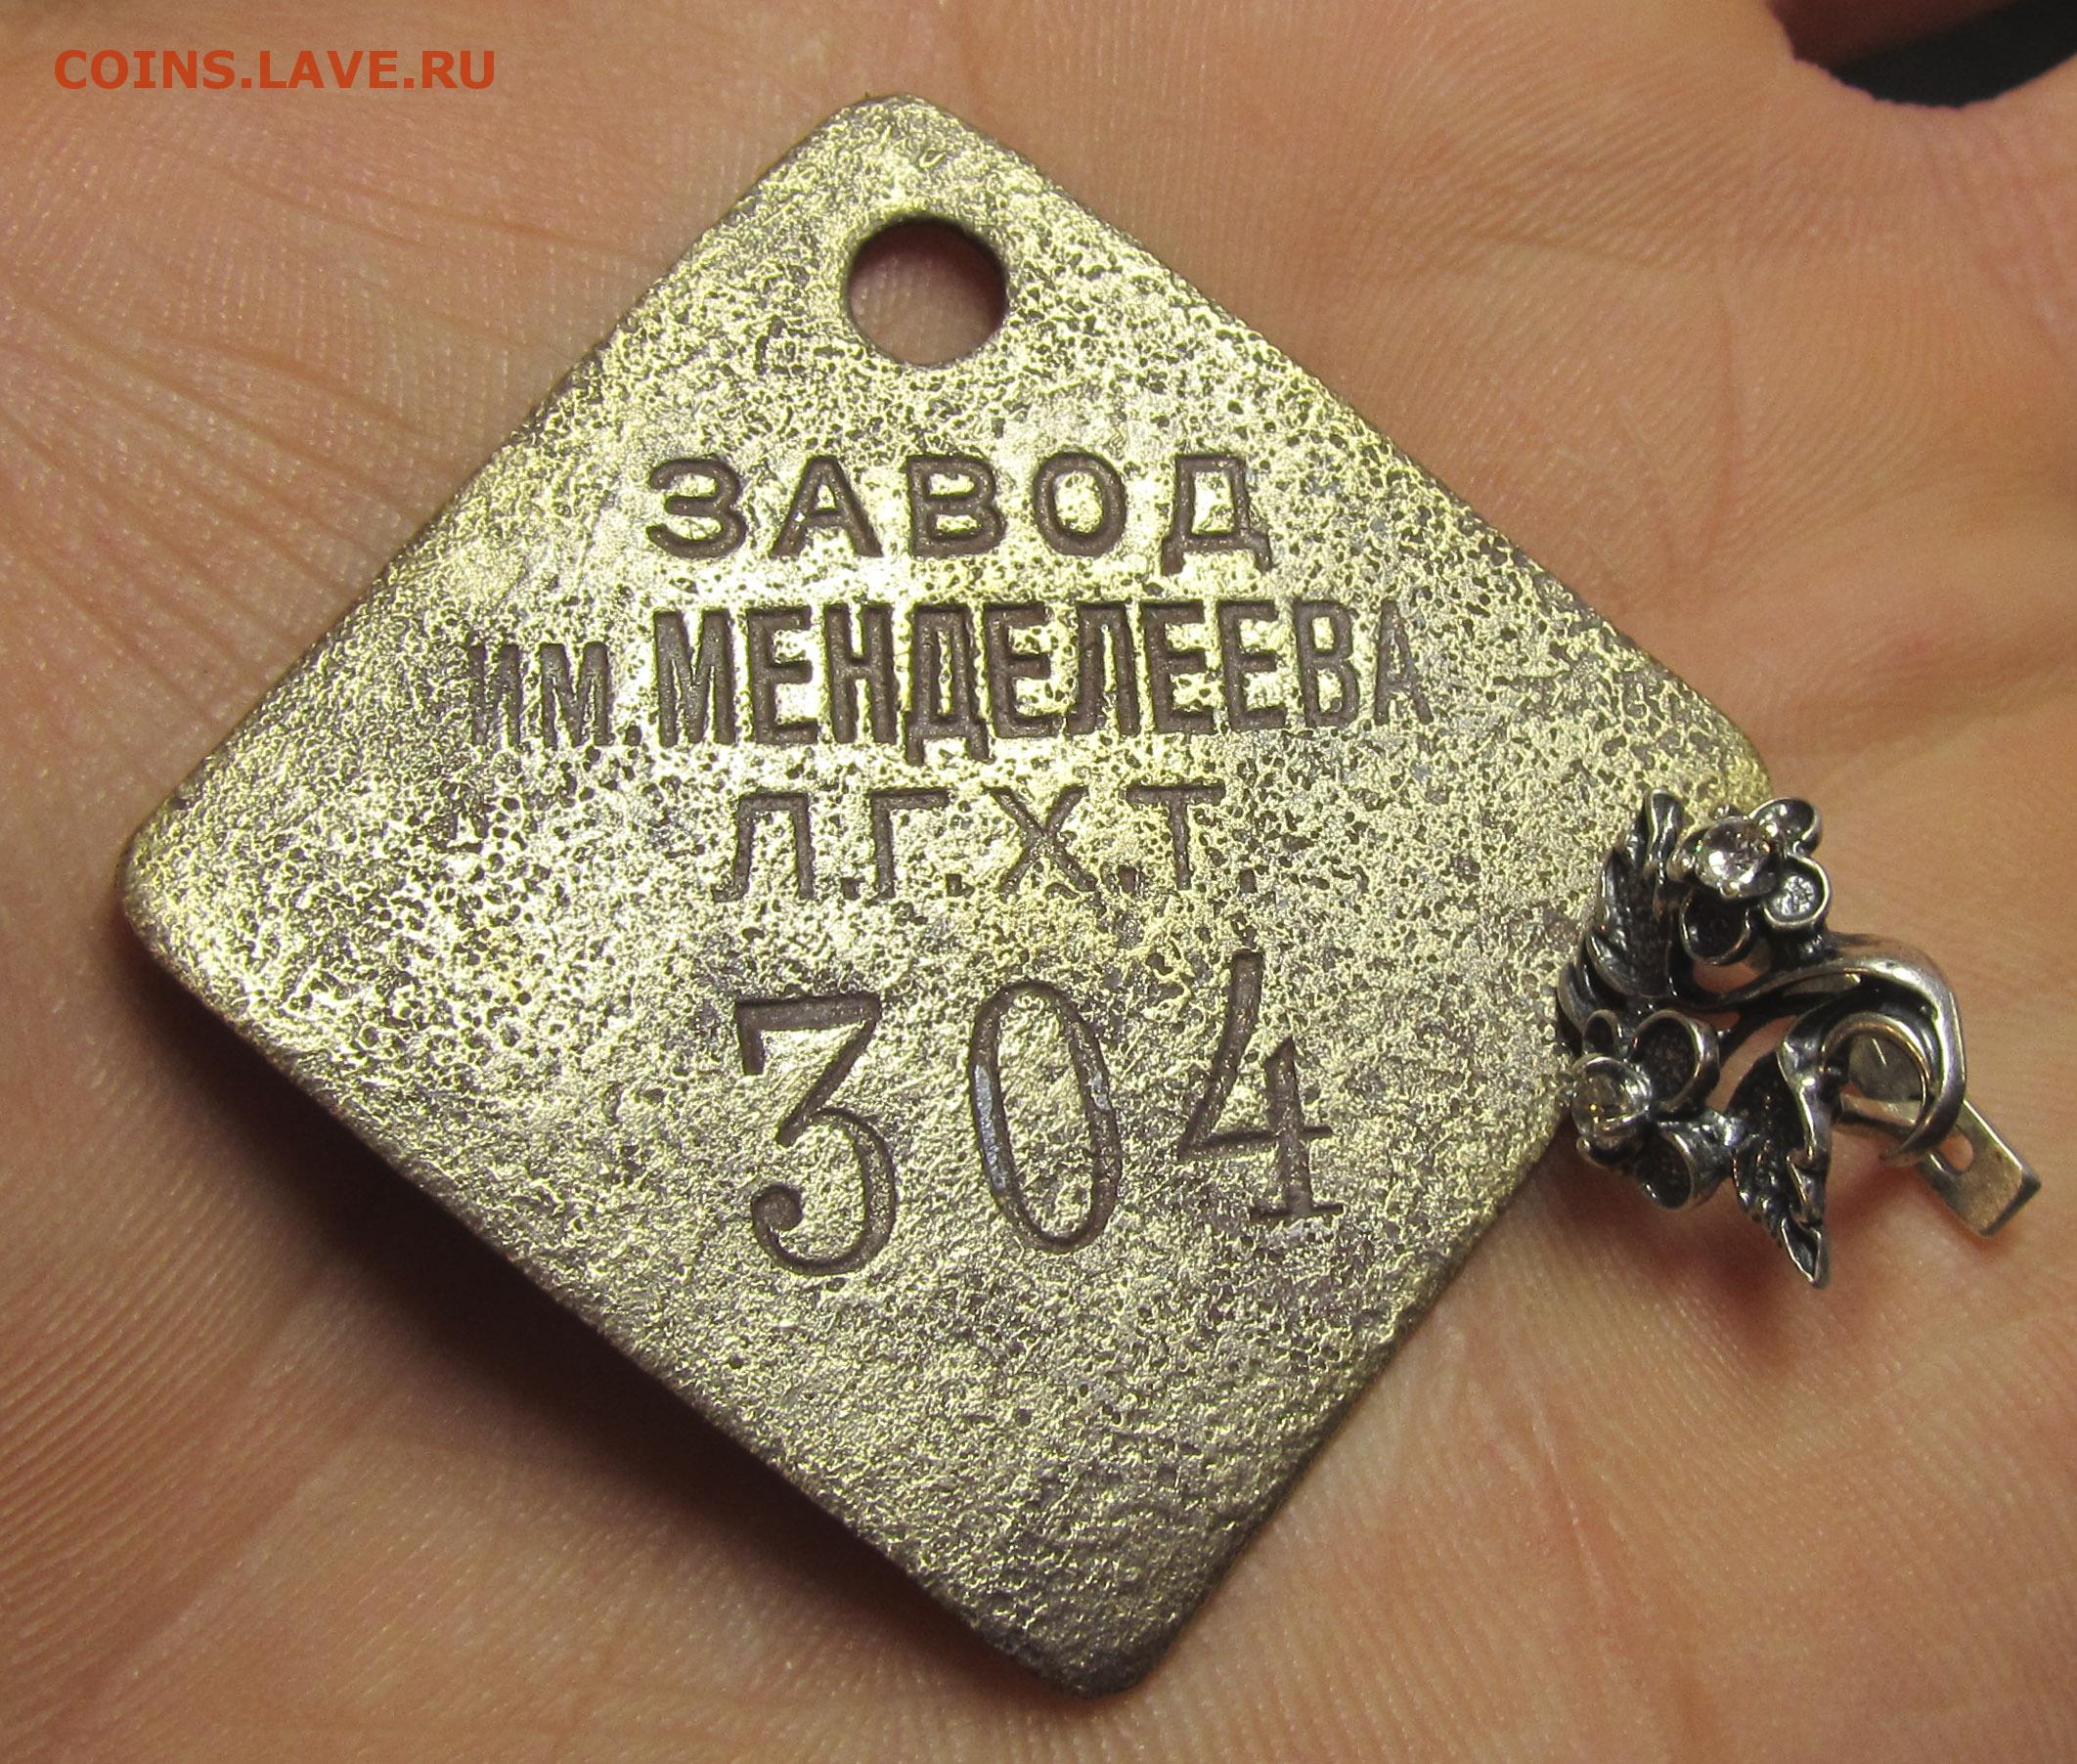 COINS.LAVE.RU
ЗАВОД
ИМ. МЕНДЕЛЕЕВА
Л.Г.Х.Т.
304